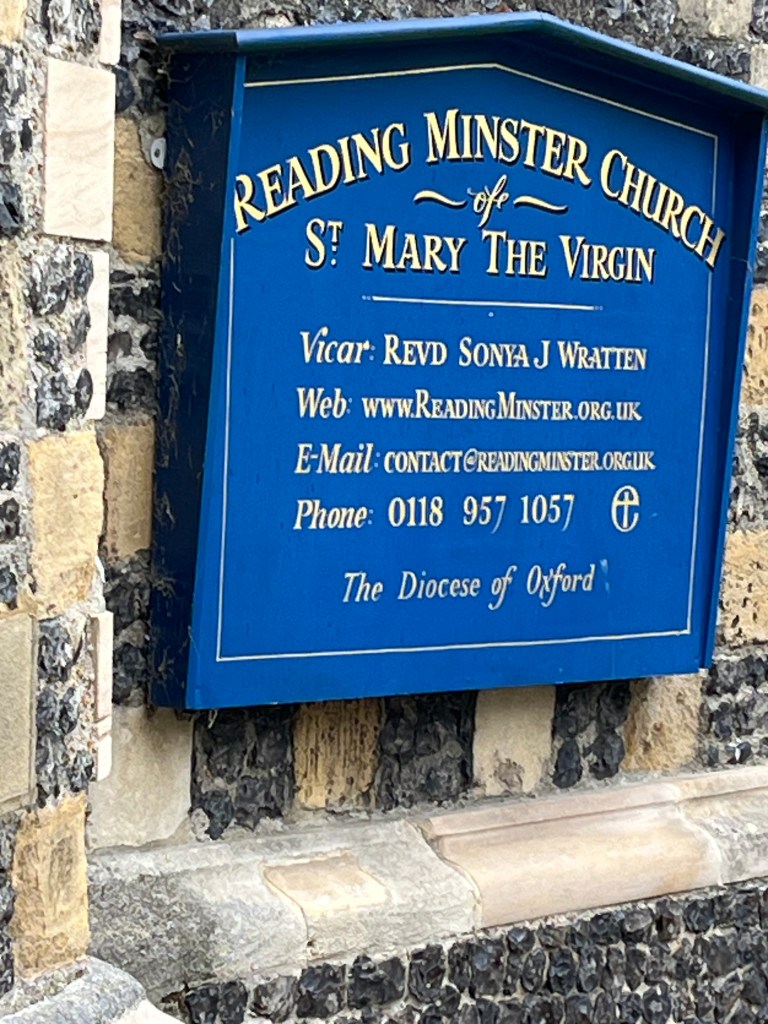 READING MINSTER CHURCH
of
ST MARY THE VIRGIN
Vicar: REVD SONYA J WRATTEN
Web: WWW.READINGMINSTER.ORG.UK
E-Mail: CONTACT@READINGMINSTER.ORG.UK
Phone: 0118 957 1057
The Diocese of Oxford